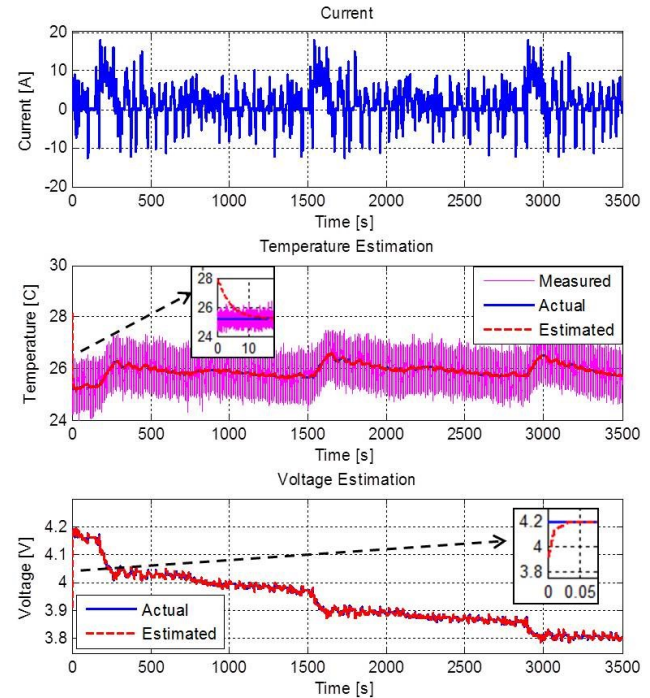 Current
Current [A]
20
10
0
-10
-20
0 500 1000 1500 2000 2500 3000 3500
Time [s]
Temperature Estimation
Temperature [C]
30
28
26
24
28
26
24
0 10
Measured
Actual
Estimated
0 500 1000 1500 2000 2500 3000 3500
Time [s]
Voltage Estimation
Voltage [V]
4.2
4.1
4
3.9
3.8
4.2
4
3.8
0 0.05
Actual
Estimated
0 500 1000 1500 2000 2500 3000 3500
Time [s]